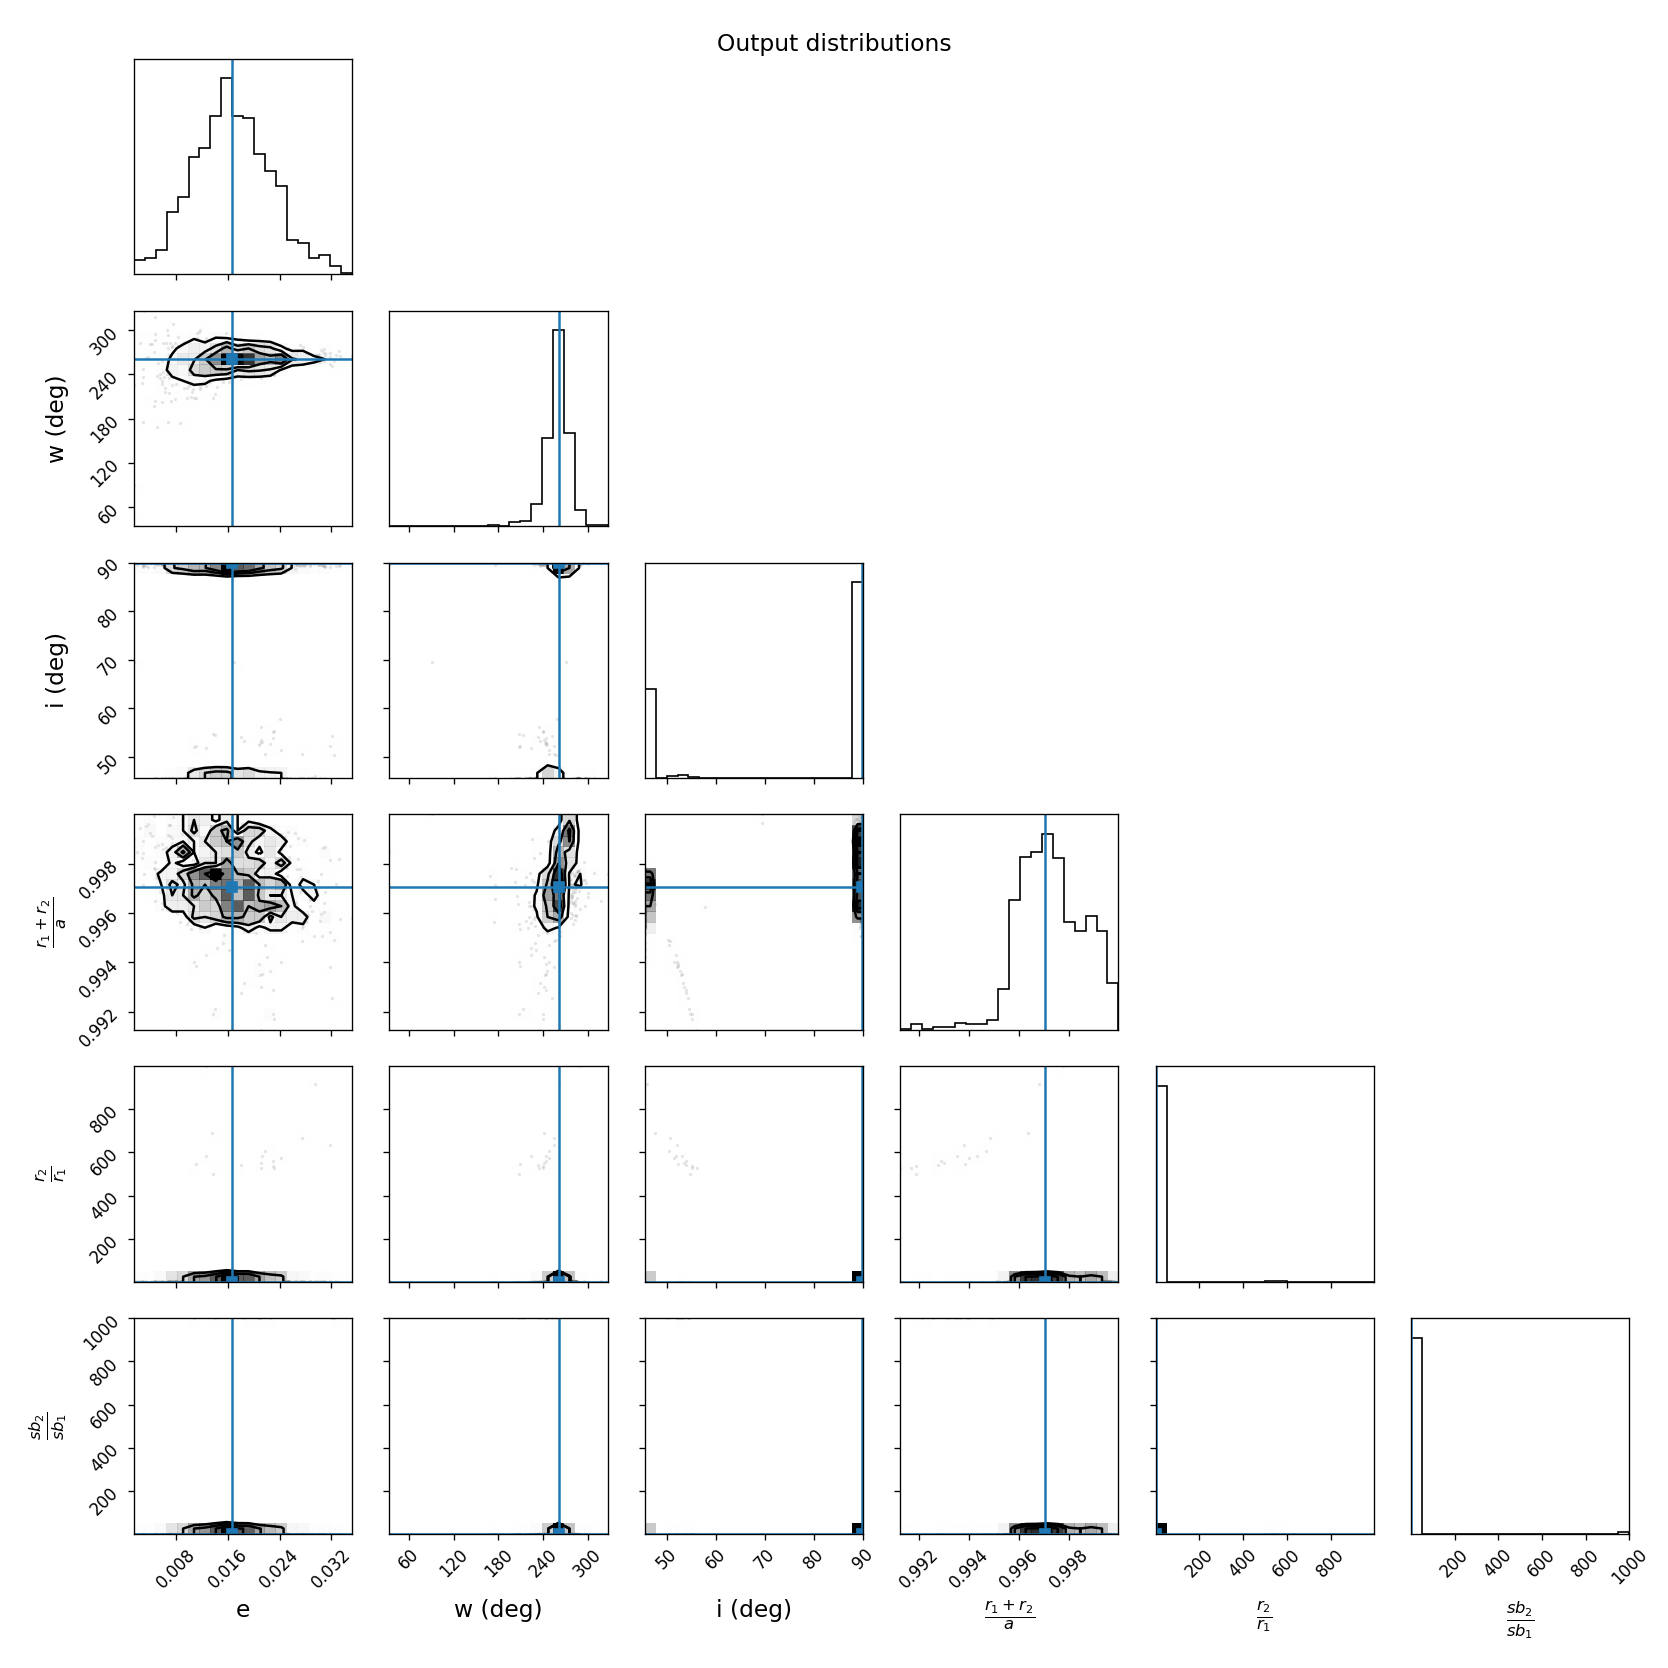 Output distributions
300
240
180
120
60
w (deg)
90
80
70
60
50
i (deg)
0.998
0.996
0.994
0.992
r₁ + r₂
a
800
600
400
200
r₂
r₁
1000
800
600
400
200
sb₂
sb₁
0.008 0.016 0.024 0.032 60 120 180 240 300 50 60 70 80 90 0.992 0.994 0.996 0.998 200 400 600 800 200 400 600 800 1000
e w (deg) i (deg)
r₁ + r₂
a
r₂
r₁
sb₂
sb₁